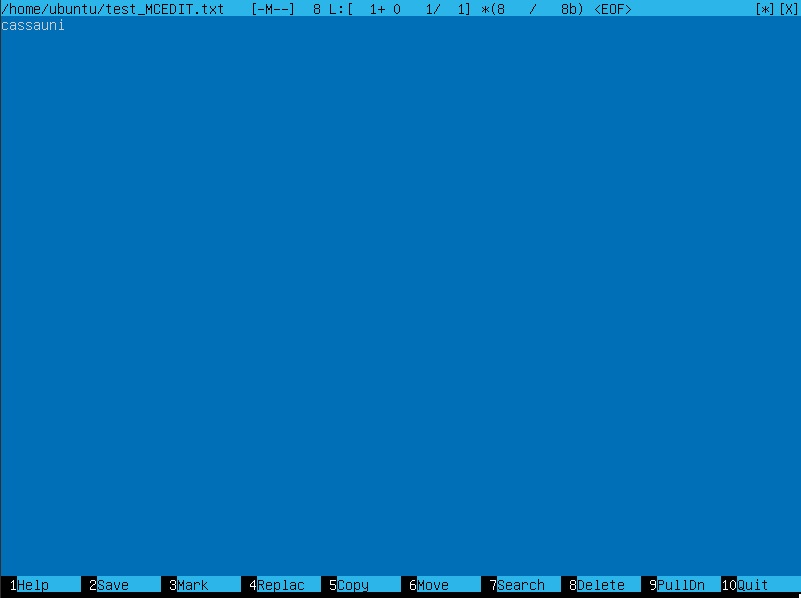 /home/ubuntu/test_MCEDIT.txt   [-M--]  8 L:[  1+ 0   1/  1] *(8   /   8b) <EOF>                [*][X]
cassauni
1Help    2Save    3Mark    4Replac    5Copy    6Move    7Search    8Delete    9PullDn    10Quit